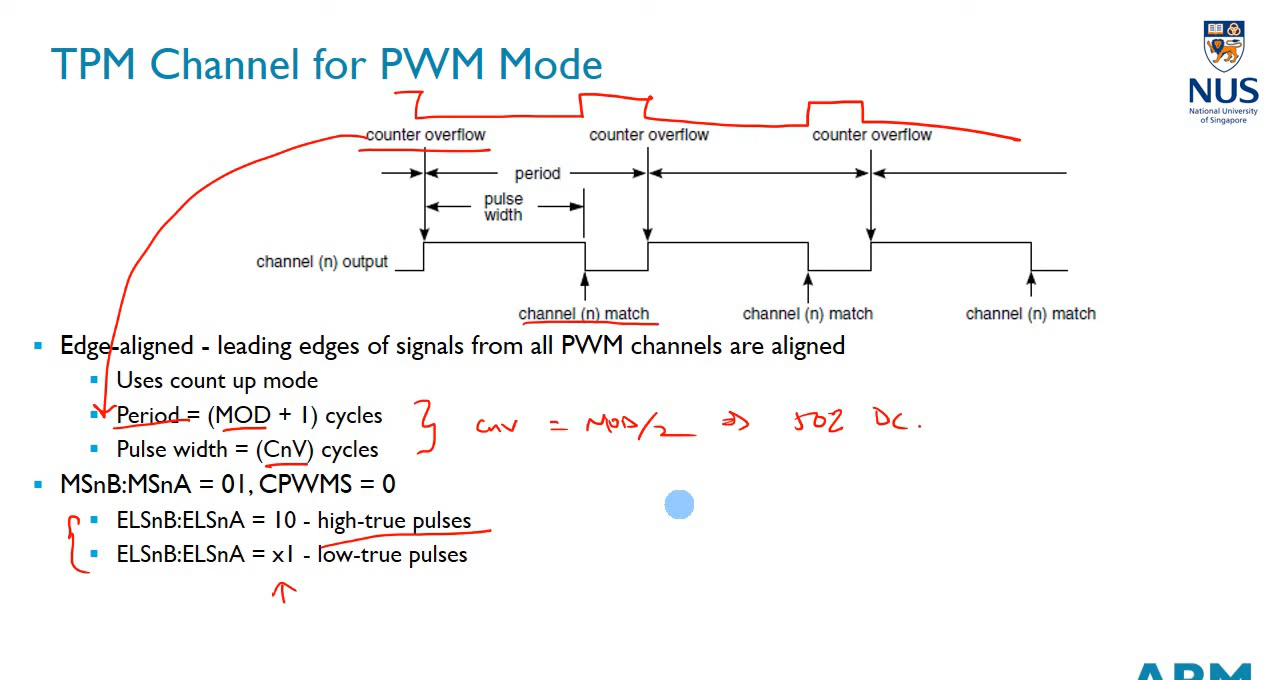 TPM Channel for PWM Mode
NUS
National University
of Singapore
counter overflow counter overflow counter overflow
period
pulse
width
channel (n) output
channel (n) match channel (n) match channel (n) match
Edge-aligned - leading edges of signals from all PWM channels are aligned
Uses count up mode
Period = (MOD + 1) cycles
Pulse width = (CnV) cycles
CnV = MOD/2 ⇒ 50% DC.
MSnB:MSnA = 01, CPWMS = 0
ELSnB:ELSnA = 10 - high-true pulses
ELSnB:ELSnA = x1 - low-true pulses
ARM